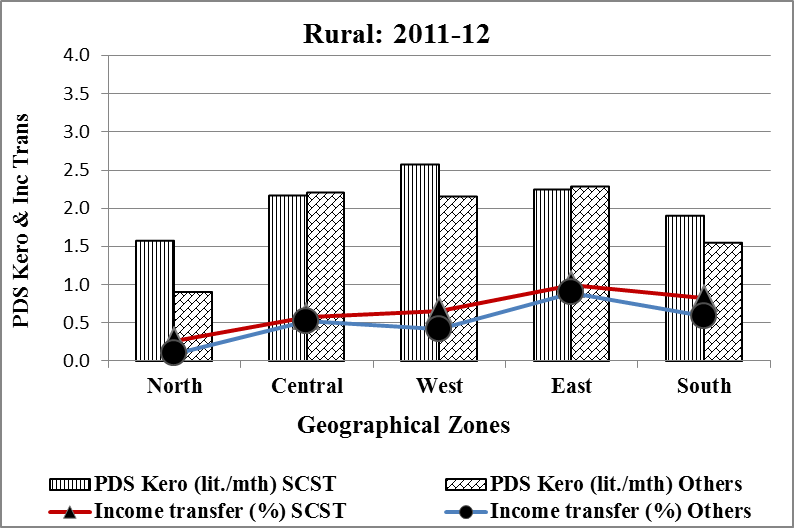 Rural: 2011-12
PDS Kero & Inc Trans
4.0
3.5
3.0
2.5
2.0
1.5
1.0
0.5
0.0
North Central West East South
Geographical Zones
PDS Kero (lit./mth) SCST PDS Kero (lit./mth) Others
Income transfer (%) SCST Income transfer (%) Others